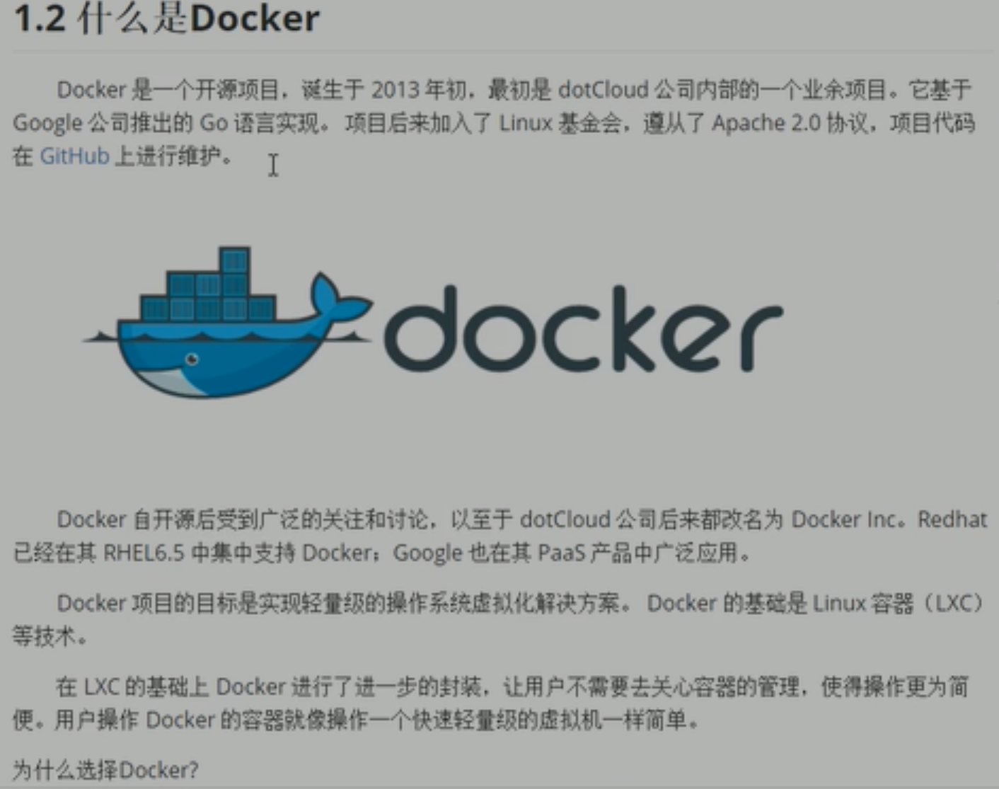 1.2 什么是Docker
Docker 是一个开源项目，诞生于 2013 年初，最初是 dotCloud 公司内部的一个业余项目。它基于
Google 公司推出的 Go 语言实现。 项目后来加入了 Linux 基金会，遵从了 Apache 2.0 协议，项目代码
在 GitHub 上进行维护。
docker
Docker 自开源后受到广泛的关注和讨论，以至于 dotCloud 公司后来都改名为 Docker Inc。Redhat
已经在其 RHEL6.5 中集中支持 Docker；Google 也在其 PaaS 产品中广泛应用。
Docker 项目的目标是实现轻量级的操作系统虚拟化解决方案。 Docker 的基础是 Linux 容器（LXC）
等技术。
在 LXC 的基础上 Docker 进行了进一步的封装，让用户不需要去关心容器的管理，使得操作更为简
便。用户操作 Docker 的容器就像操作一个快速轻量级的虚拟机一样简单。
为什么选择Docker?